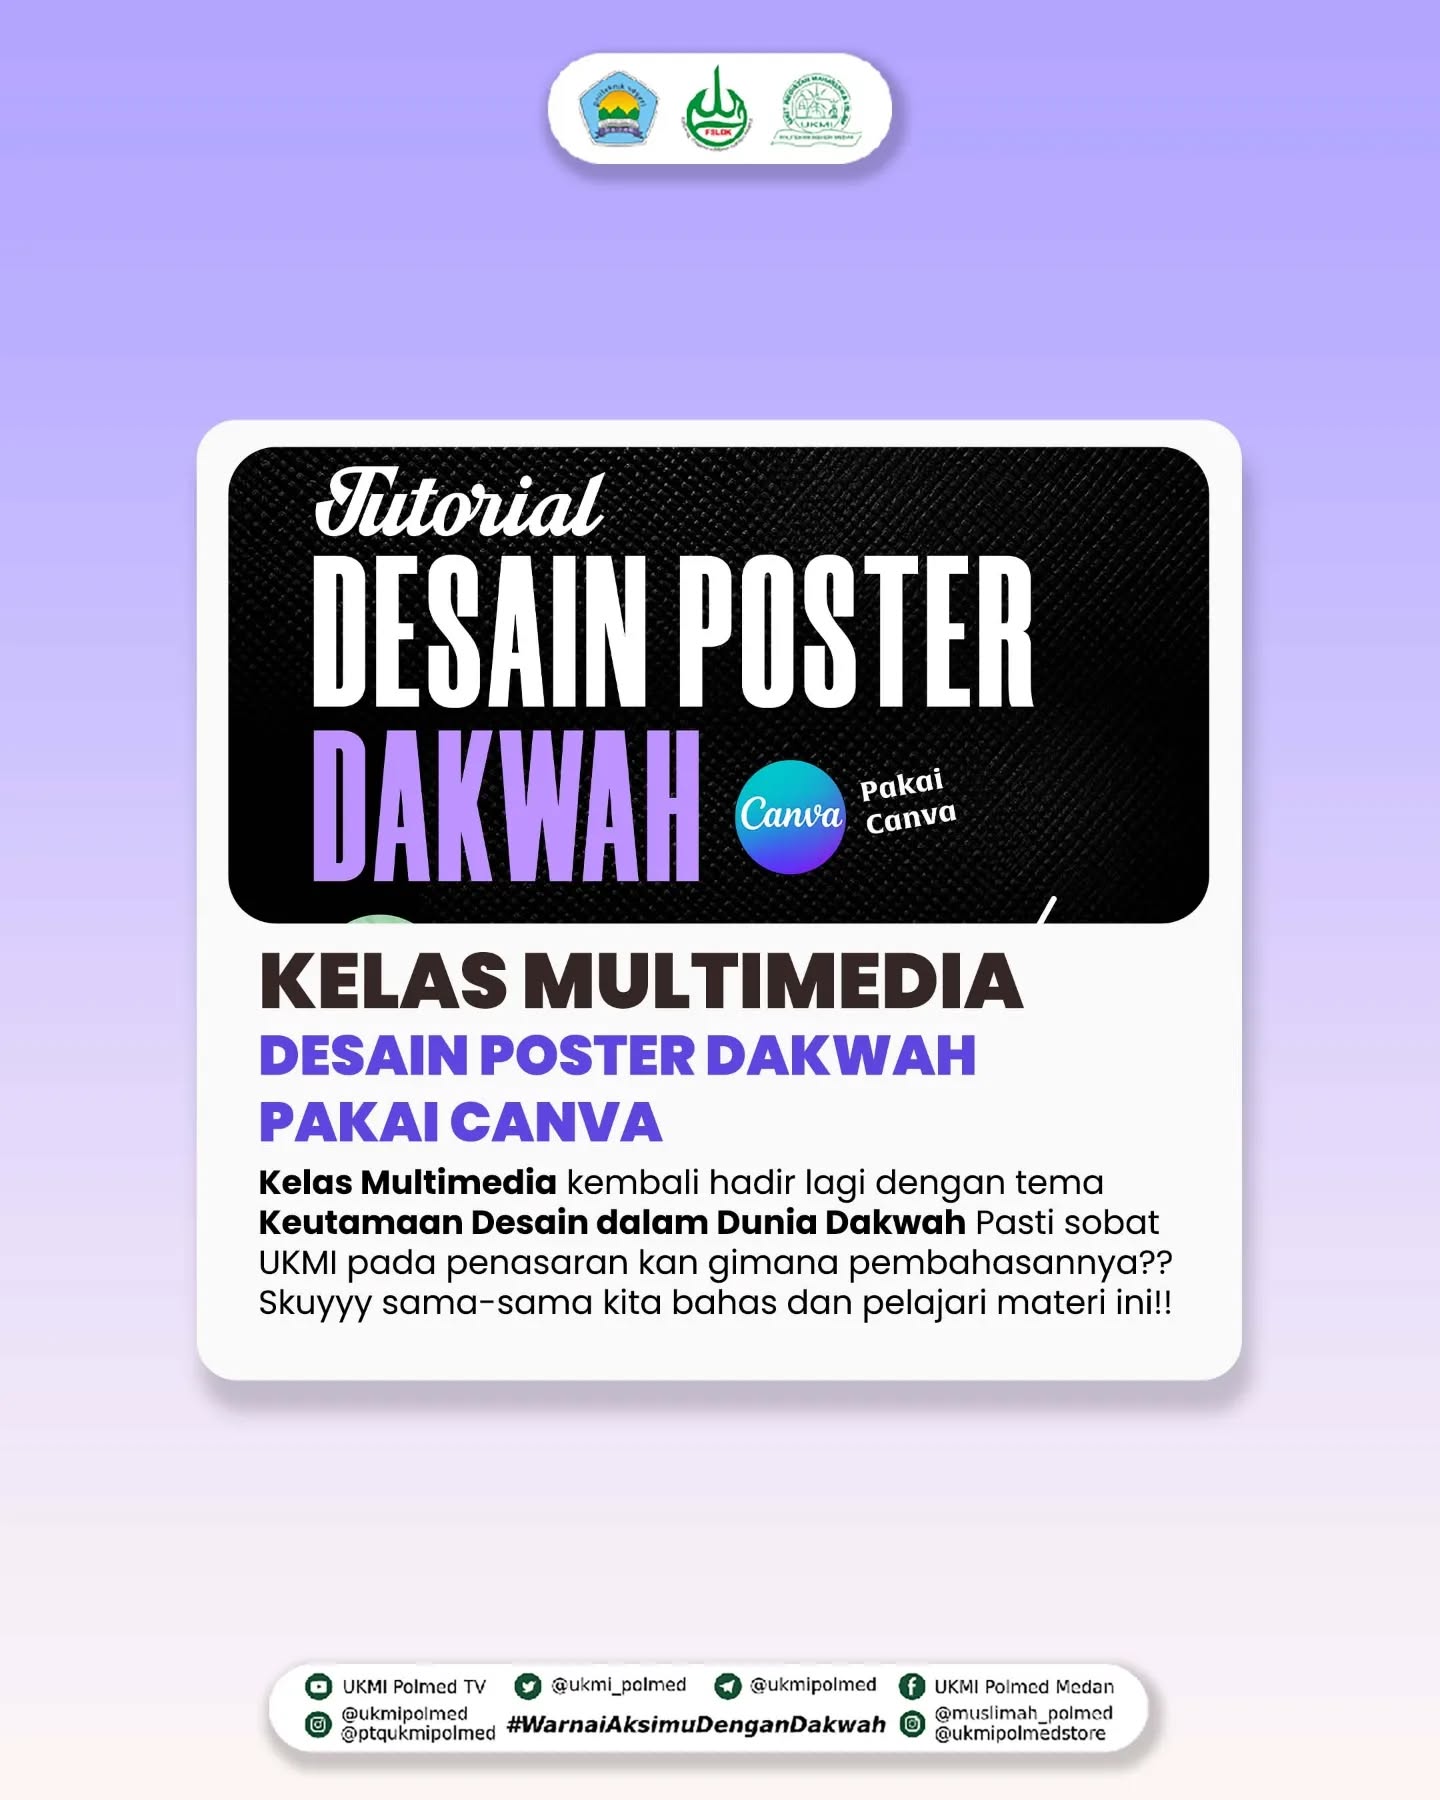 FSLDK
UKMI
Tutorial
DESAIN POSTER
DAKWAH
Canva
Pakai
Canva
KELAS MULTIMEDIA
DESAIN POSTER DAKWAH
PAKAI CANVA
Kelas Multimedia kembali hadir lagi dengan tema
Keutamaan Desain dalam Dunia Dakwah Pasti sobat
UKMI pada penasaran kan gimana pembahasannya??
Skuyyy sama-sama kita bahas dan pelajari materi ini!!
UKMI Polmed TV @ukmi_polmed @ukmipolmed UKMI Polmed Medan
@ukmipolmed
@ptqukmipolmed
#WarnaiAksimuDenganDakwah
@muslimah_polmed
@ukmipolmedstore